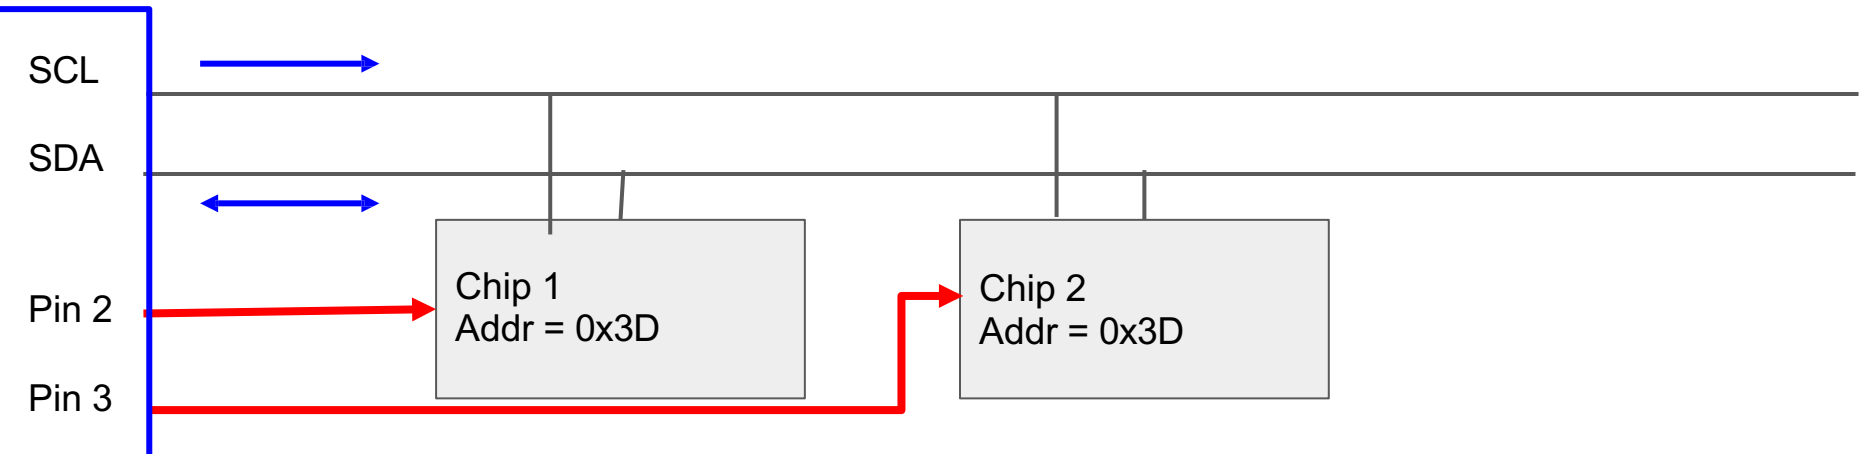 SCL
SDA
Pin 2
Pin 3
Chip 1
Addr = 0x3D
Chip 2
Addr = 0x3D